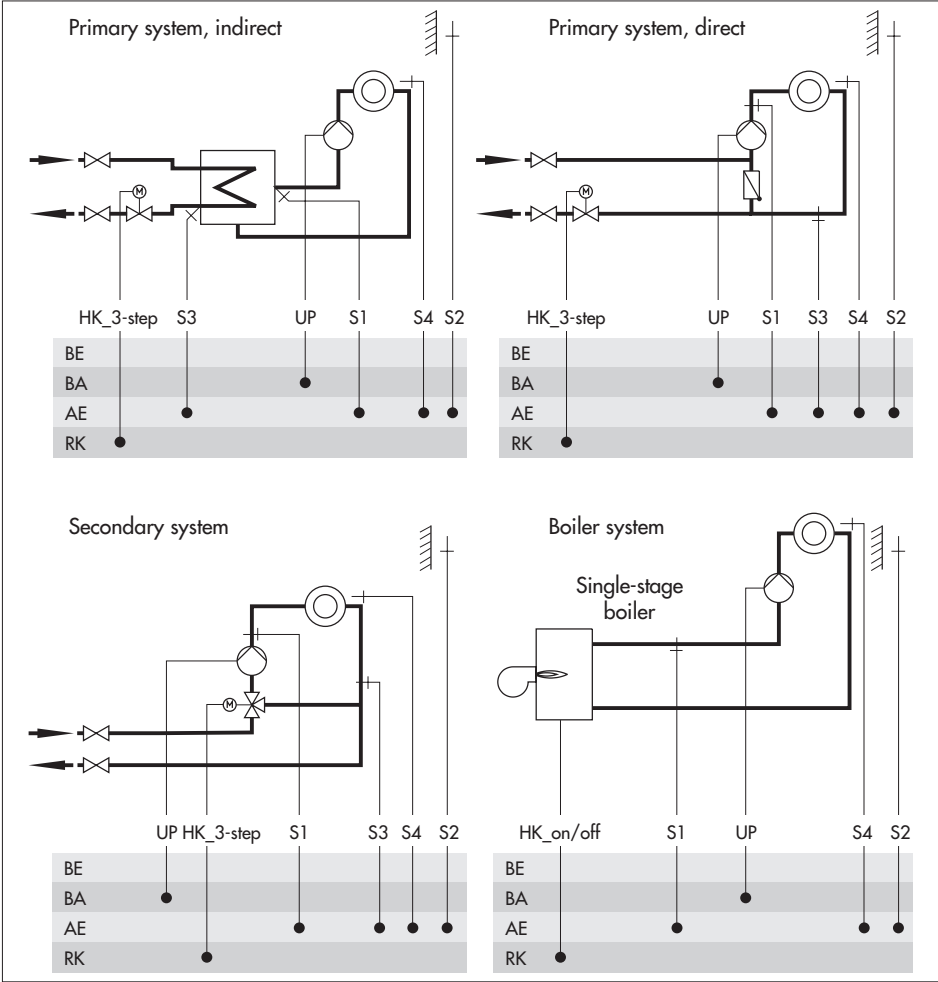 Primary system, indirect
M
HK_3-step S3 UP S1 S4 S2
BE
BA
AE
RK
Primary system, direct
M
HK_3-step UP S1 S3 S4 S2
BE
BA
AE
RK
Secondary system
M
UP HK_3-step S1 S3 S4 S2
BE
BA
AE
RK
Boiler system
Single-stage
boiler
HK_on/off S1 UP S4 S2
BE
BA
AE
RK